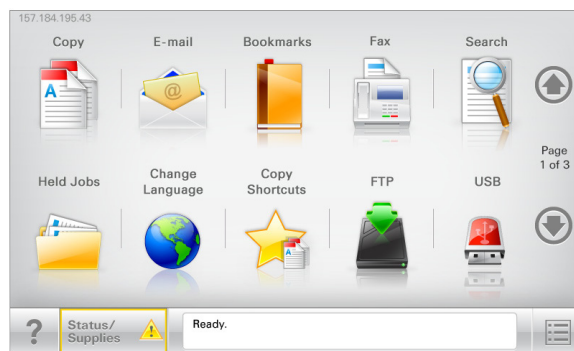 157.184.195.43
Copy
E-mail
Bookmarks
Fax
Search
A
@
Page
1 of 3
Held Jobs
Change
Language
Copy
Shortcuts
FTP
USB
A
?
Status/
Supplies
!
Ready.